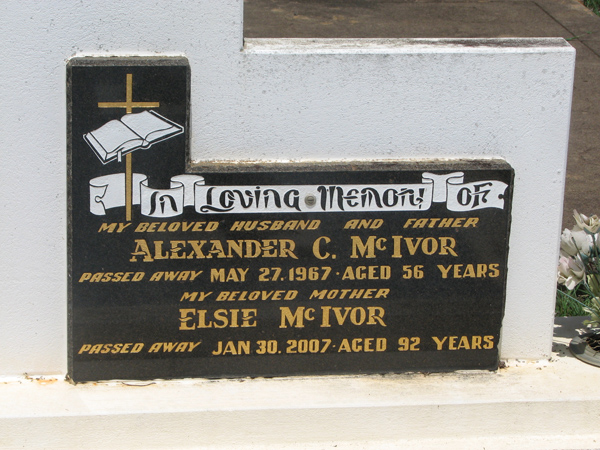 In Loving Memory of
MY BELOVED HUSBAND AND FATHER
ALEXANDER C. McIVOR
PASSED AWAY MAY 27. 1967 · AGED 56 YEARS
MY BELOVED MOTHER
ELSIE McIVOR
PASSED AWAY JAN 30. 2007 · AGED 92 YEARS